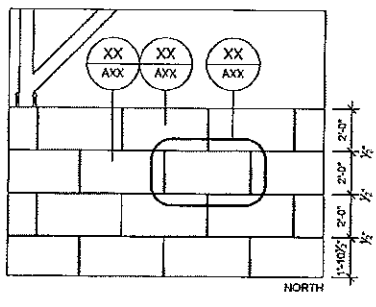 XX XX XX
AXX AXX AXX
2'-0"
½"
2'-0"
½"
2'-0"
½"
1'-10½"
NORTH